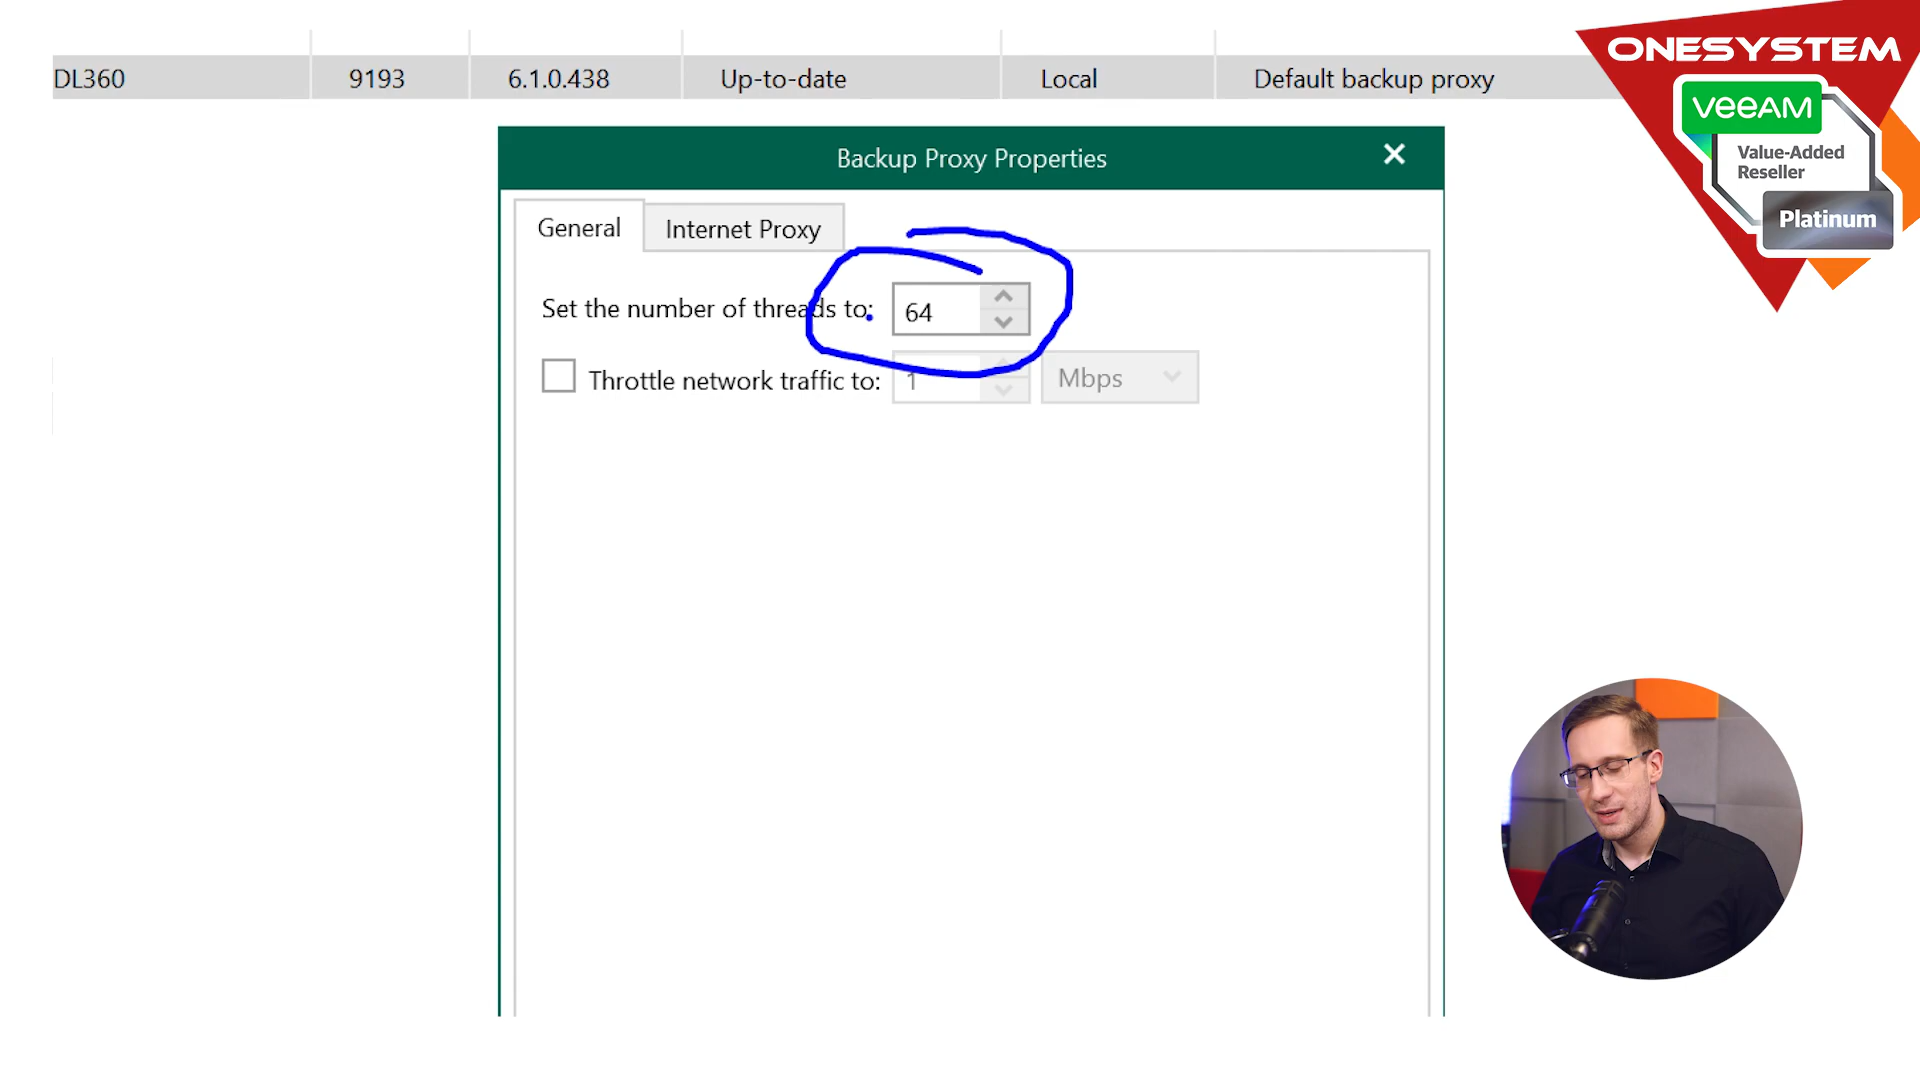 DL360 9193 6.1.0.438 Up-to-date Local Default backup proxy
ONESYSTEM
veeAM
Value-Added
Reseller
Platinum
Backup Proxy Properties
General Internet Proxy
Set the number of threads to: 64
Throttle network traffic to: 1 Mbps